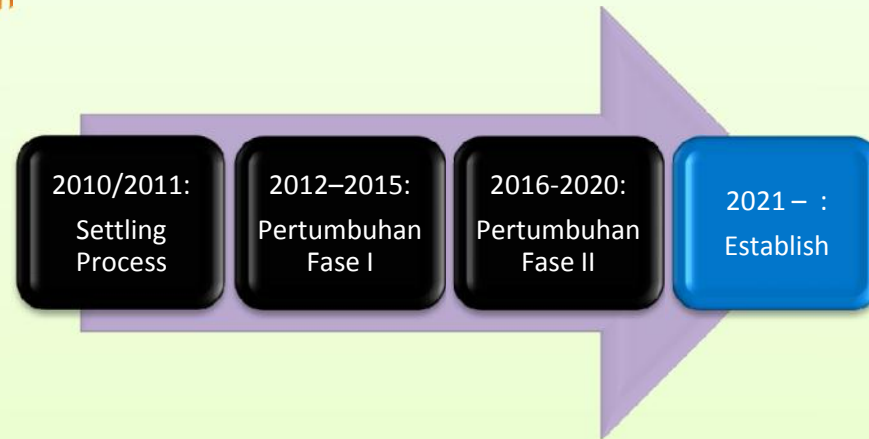 2010/2011:
Settling
Process
2012–2015:
Pertumbuhan
Fase I
2016-2020:
Pertumbuhan
Fase II
2021 –  :
Establish